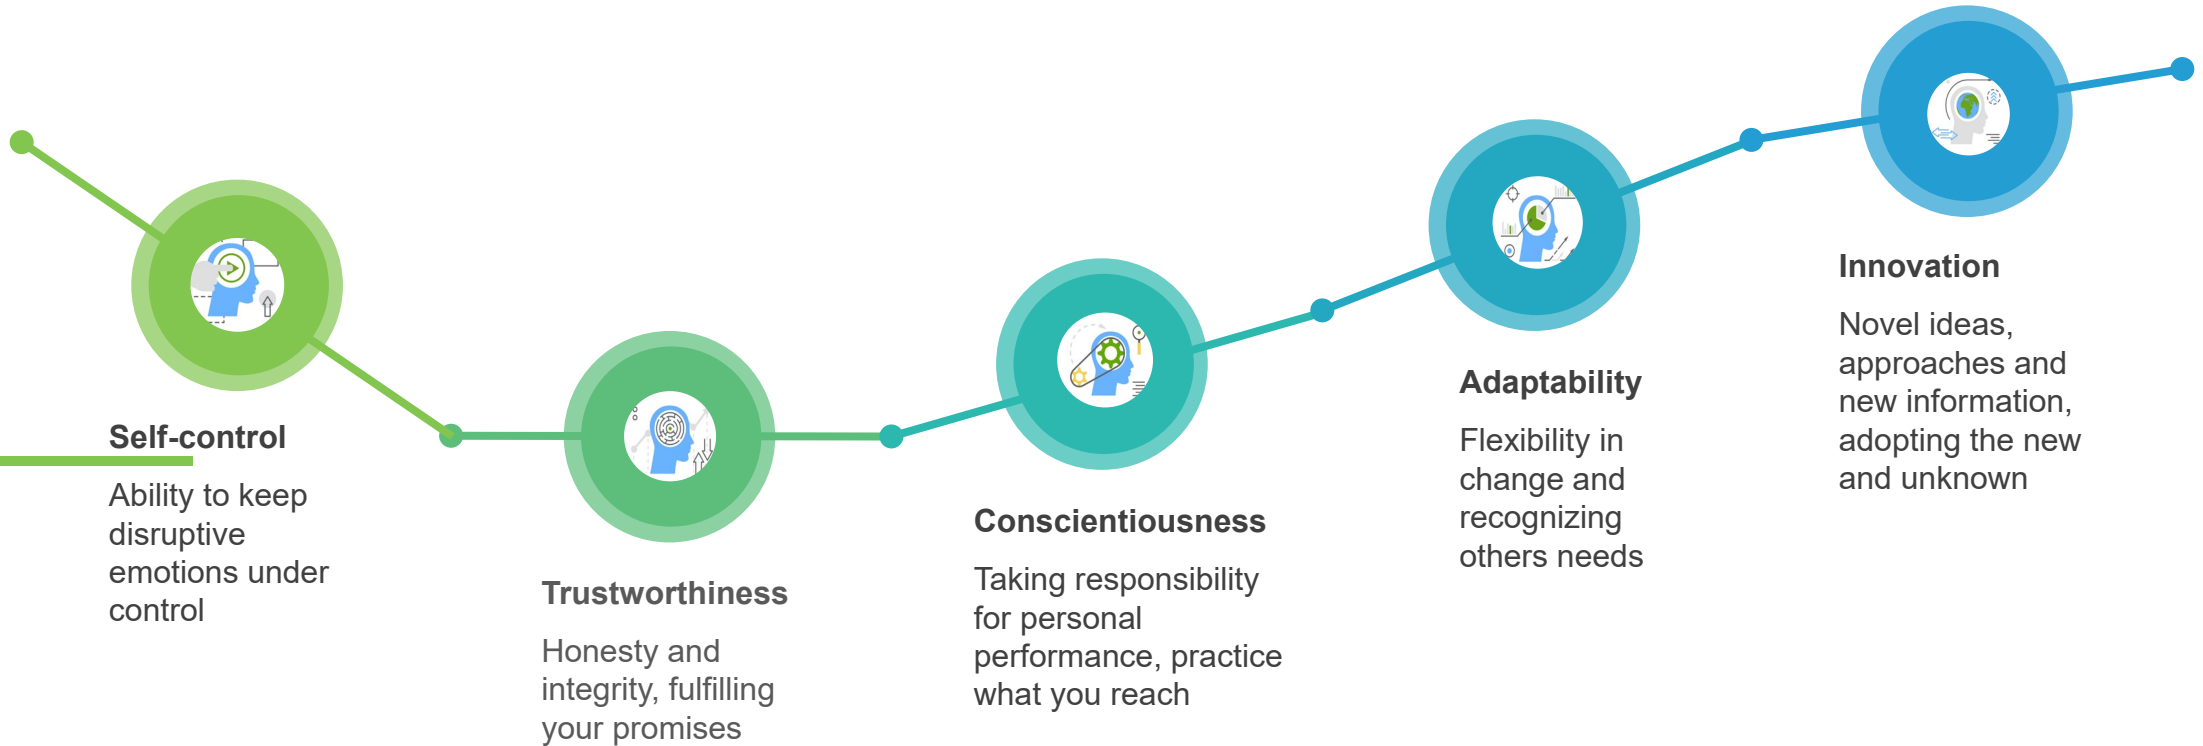 Self-control
Ability to keep
disruptive
emotions under
control
Trustworthiness
Honesty and
integrity, fulfilling
your promises
Conscientiousness
Taking responsibility
for personal
performance, practice
what you reach
Adaptability
Flexibility in
change and
recognizing
others needs
Innovation
Novel ideas,
approaches and
new information,
adopting the new
and unknown